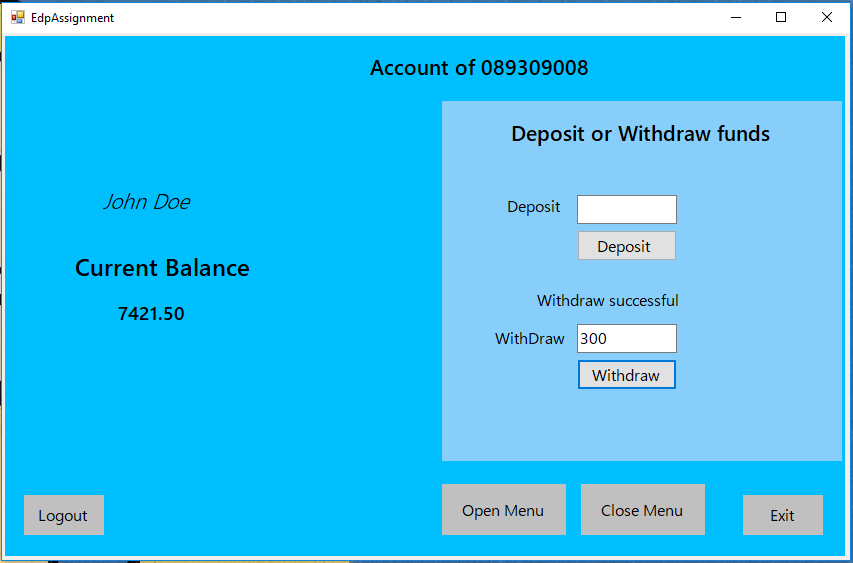 EdpAssignment
Account of 089309008
Deposit or Withdraw funds
John Doe
Deposit
Deposit
Current Balance
Withdraw successful
7421.50
WithDraw 300
Withdraw
Logout
Open Menu
Close Menu
Exit